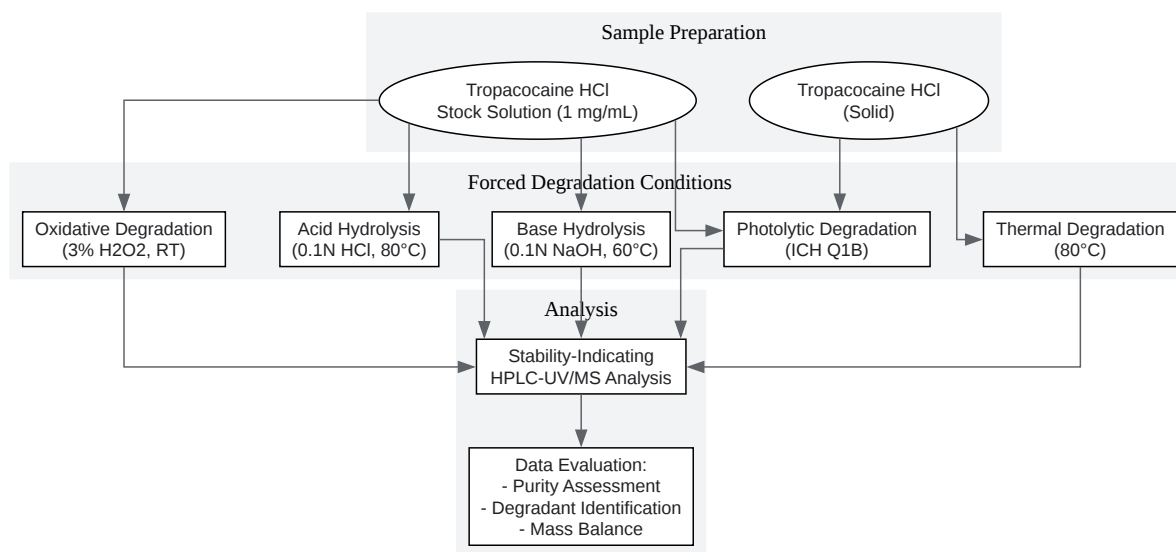 Sample Preparation
Tropacocaine HCl
Stock Solution (1 mg/mL)
Tropacocaine HCl
(Solid)
Forced Degradation Conditions
Oxidative Degradation
(3% H2O2, RT)
Acid Hydrolysis
(0.1N HCl, 80°C)
Base Hydrolysis
(0.1N NaOH, 60°C)
Photolytic Degradation
(ICH Q1B)
Thermal Degradation
(80°C)
Analysis
Stability-Indicating
HPLC-UV/MS Analysis
Data Evaluation:
- Purity Assessment
- Degradant Identification
- Mass Balance